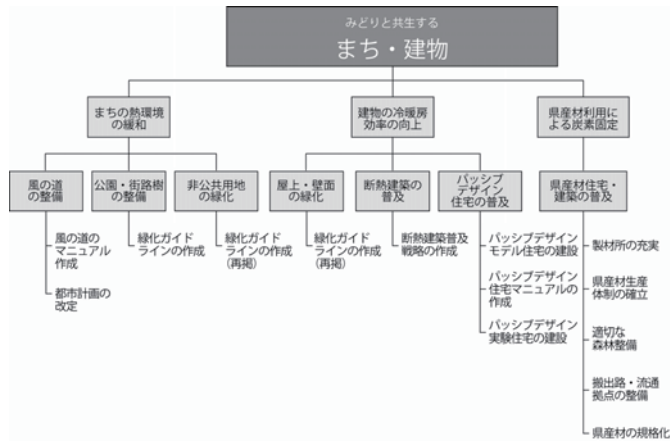 みどりと共生する
まち・建物
まちの熱環境
の緩和
建物の冷暖房
効率の向上
県産材利用に
よる炭素固定
風の道
の整備
公園・街路樹
の整備
非公共用地
の緑化
屋上・壁面
の緑化
断熱建築の
普及
パッシブ
デザイン
住宅の普及
県産材住宅・
建築の普及
風の道の
マニュアル
作成
都市計画の
改定
緑化ガイド
ラインの作成
緑化ガイド
ラインの作成
(再掲)
緑化ガイド
ラインの作成
(再掲)
断熱建築普及
戦略の作成
パッシブデザイン
モデル住宅の建設
パッシブデザイン
住宅マニュアルの
作成
パッシブデザイン
実験住宅の建設
製材所の充実
県産材生産
体制の確立
適切な
森林整備
搬出路・流通
拠点の整備
県産材の規格化